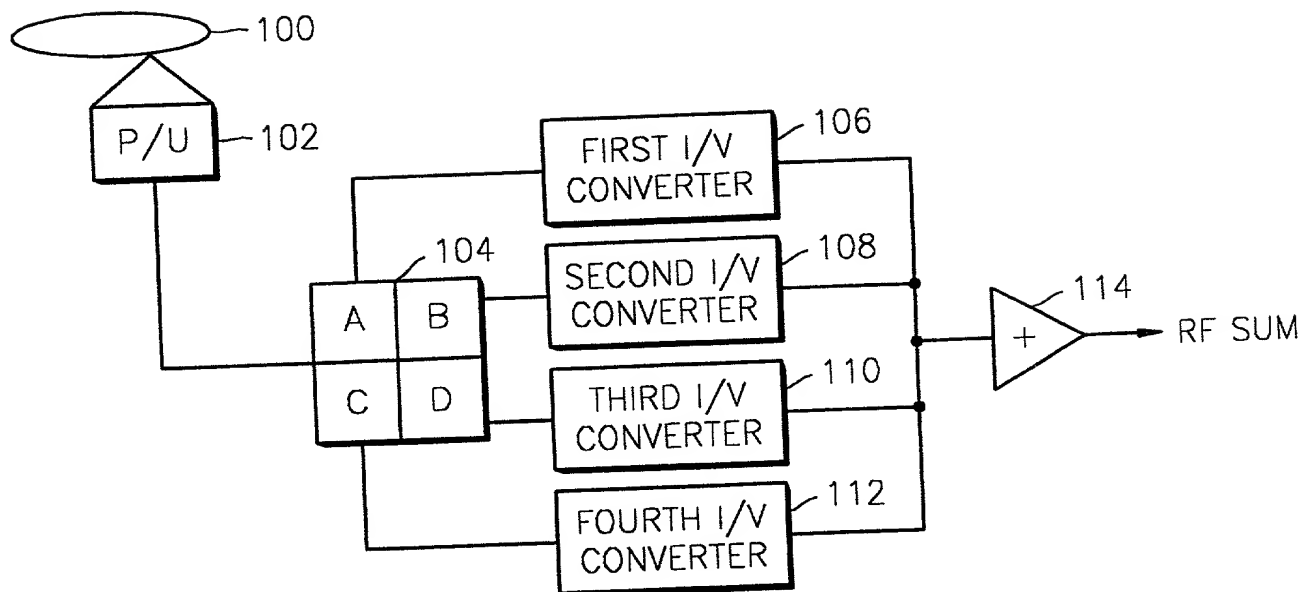 100
P/U
102
FIRST I/V
CONVERTER
106
104
A
B
C
D
SECOND I/V
CONVERTER
108
THIRD I/V
CONVERTER
110
FOURTH I/V
CONVERTER
112
114
+
RF SUM